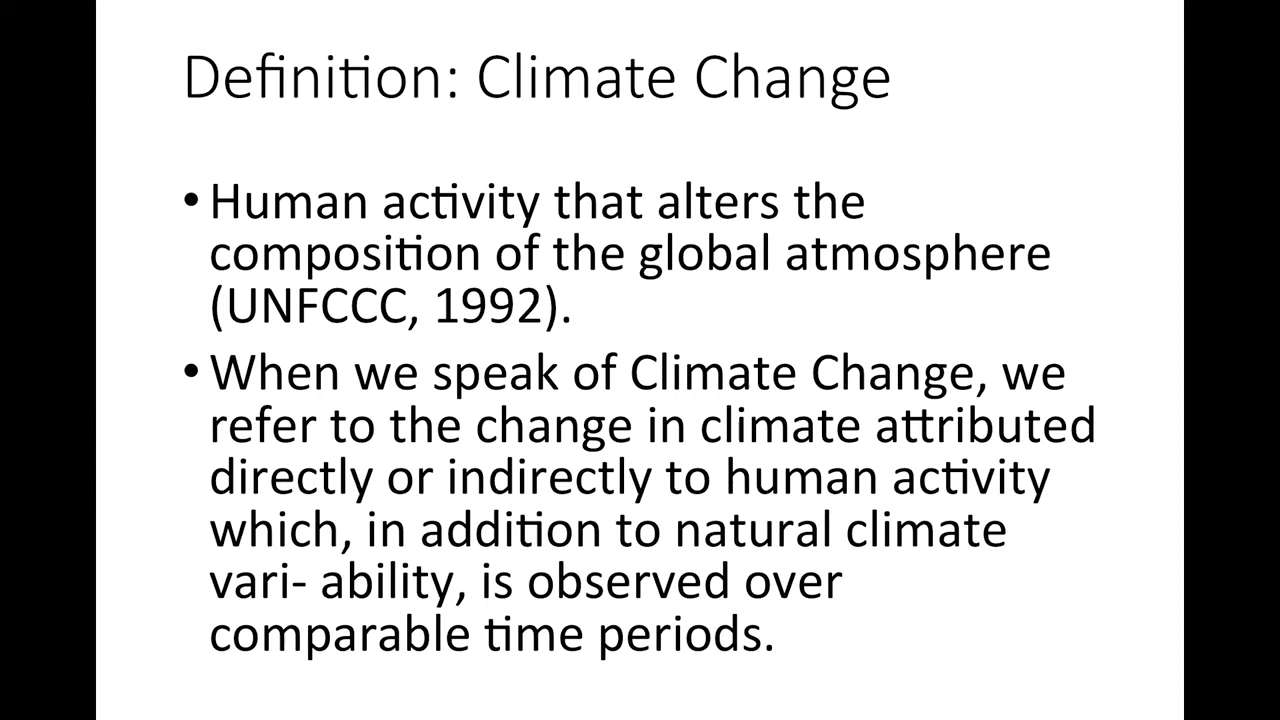 Definition: Climate Change
• Human activity that alters the
composition of the global atmosphere
(UNFCCC, 1992).
• When we speak of Climate Change, we
refer to the change in climate attributed
directly or indirectly to human activity
which, in addition to natural climate
vari- ability, is observed over
comparable time periods.